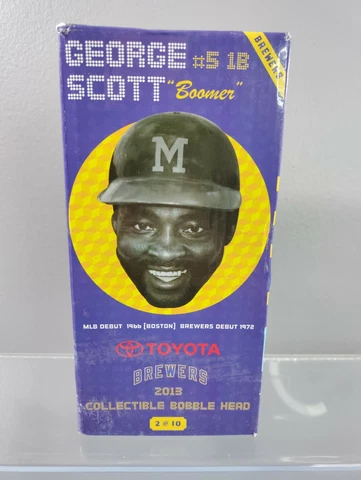 GEORGE #5 1B
SCOTT "Boomer"
BREWERS
M
MLB DEBUT 1966 [BOSTON] BREWERS DEBUT 1972
TOYOTA
BREWERS
2013
COLLECTIBLE BOBBLE HEAD
2 OF 10